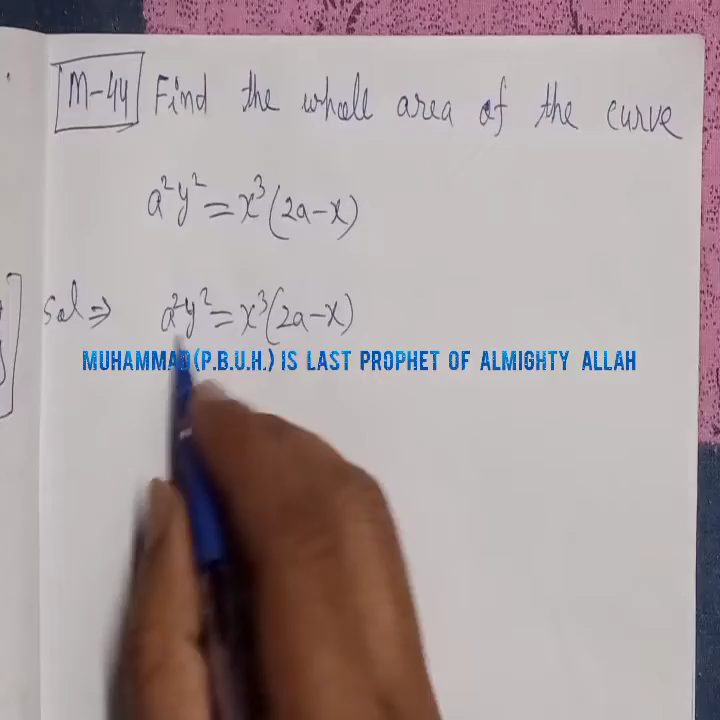 M-44 Find the whole area of the curve
a²y² = x³(2a-x)
Sol ⇒ a²y² = x³(2a-x)
MUHAMMAD(P.B.U.H.) IS LAST PROPHET OF ALMIGHTY ALLAH